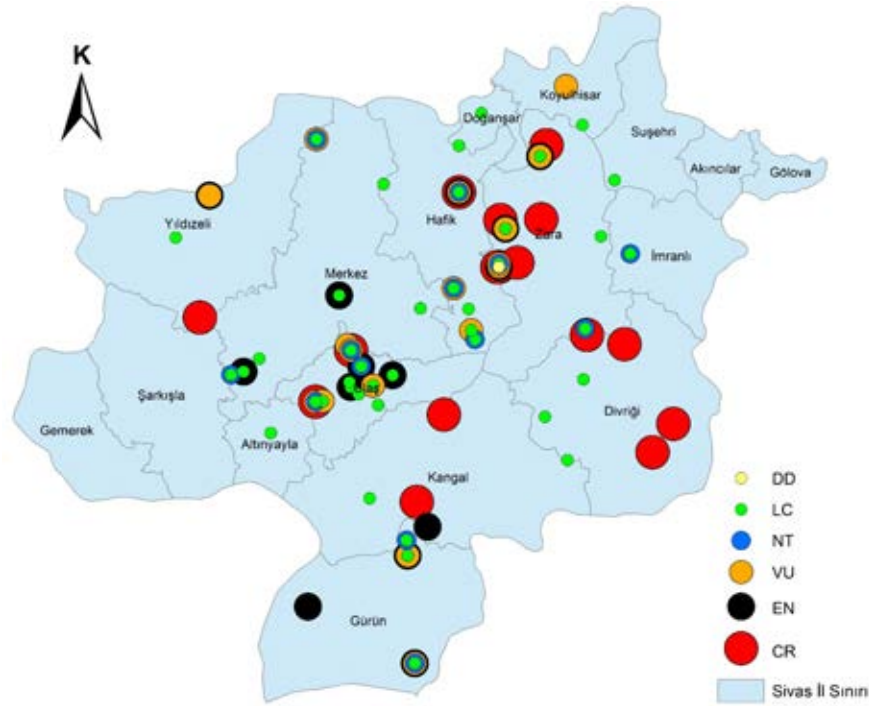 K
Koyulhisar
Doğanşar
Suşehri
Akıncılar
Gölova
Yıldızeli
Hafik
Zara
İmranlı
Merkez
Şarkışla
Ulaş
Divriği
Gemerek
Altınyayla
Kangal
Gürün
DD
LC
NT
VU
EN
CR
Sivas İl Sınırı